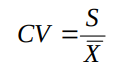 CV = S / X̅